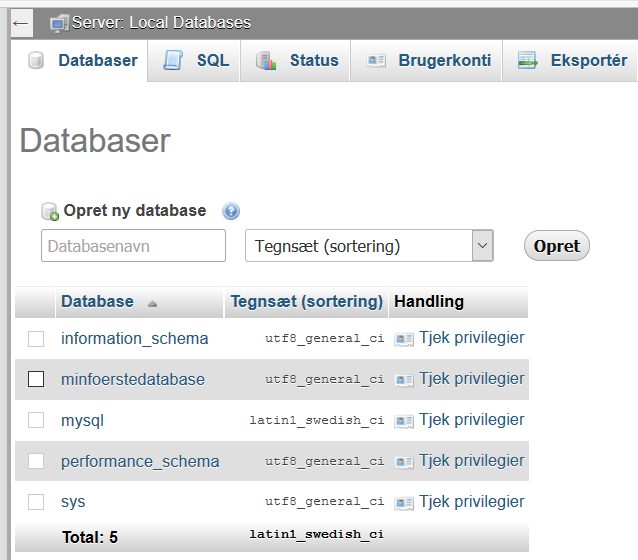 Server: Local Databases
Databaser SQL Status Brugerkonti Eksportér
Databaser
Opret ny database
Databasenavn Tegnsæt (sortering) Opret
Database Tegnsæt (sortering) Handling
information_schema utf8_general_ci Tjek privilegier
minfoerstedatabase utf8_general_ci Tjek privilegier
mysql latin1_swedish_ci Tjek privilegier
performance_schema utf8_general_ci Tjek privilegier
sys utf8_general_ci Tjek privilegier
Total: 5 latin1_swedish_ci